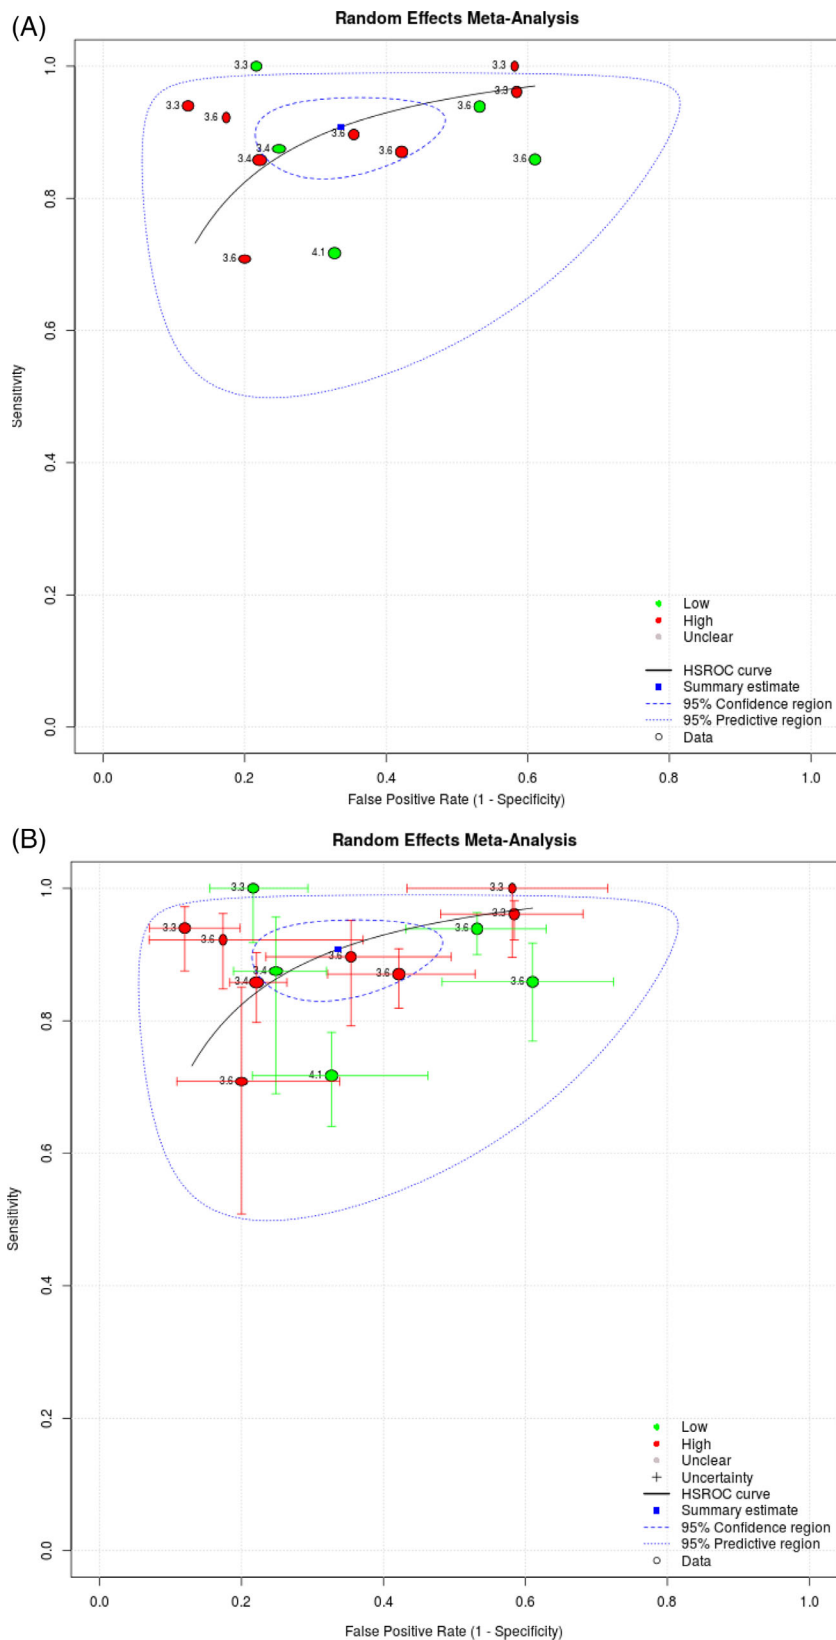 (A)
Random Effects Meta-Analysis
1.0
0.8
0.6
0.4
0.2
0.0
Sensitivity
3.3
3.3
3.3
3.3
3.6
3.6
3.6
3.4
3.4
3.6
3.6
4.1
3.6
Low
High
Unclear
HSROC curve
Summary estimate
95% Confidence region
95% Predictive region
Data
0.0 0.2 0.4 0.6 0.8 1.0
False Positive Rate (1 - Specificity)
(B)
Random Effects Meta-Analysis
1.0
0.8
0.6
0.4
0.2
0.0
Sensitivity
3.3
3.3
3.3
3.3
3.6
3.6
3.6
3.4
3.4
3.6
3.6
4.1
3.6
Low
High
Unclear
Uncertainty
HSROC curve
Summary estimate
95% Confidence region
95% Predictive region
Data
0.0 0.2 0.4 0.6 0.8 1.0
False Positive Rate (1 - Specificity)